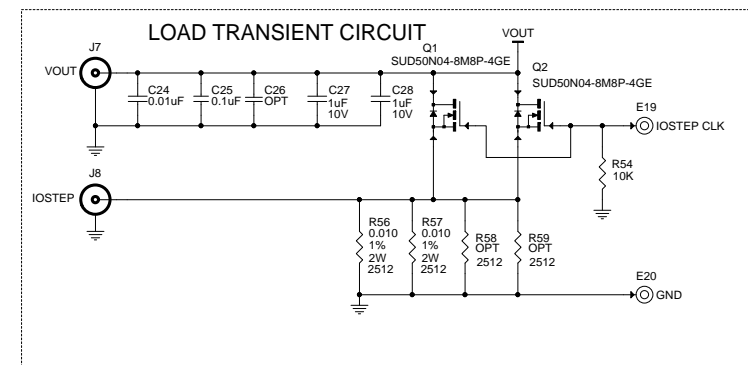 LOAD TRANSIENT CIRCUIT
J7
VOUT
C24
0.01uF
C25
0.1uF
C26
OPT
C27
1uF
10V
C28
1uF
10V
Q1
SUD50N04-8M8P-4GE
VOUT
Q2
SUD50N04-8M8P-4GE
E19
IOSTEP CLK
R54
10K
J8
IOSTEP
R56
0.010
1%
2W
2512
R57
0.010
1%
2W
2512
R58
OPT
2512
R59
OPT
2512
E20
GND